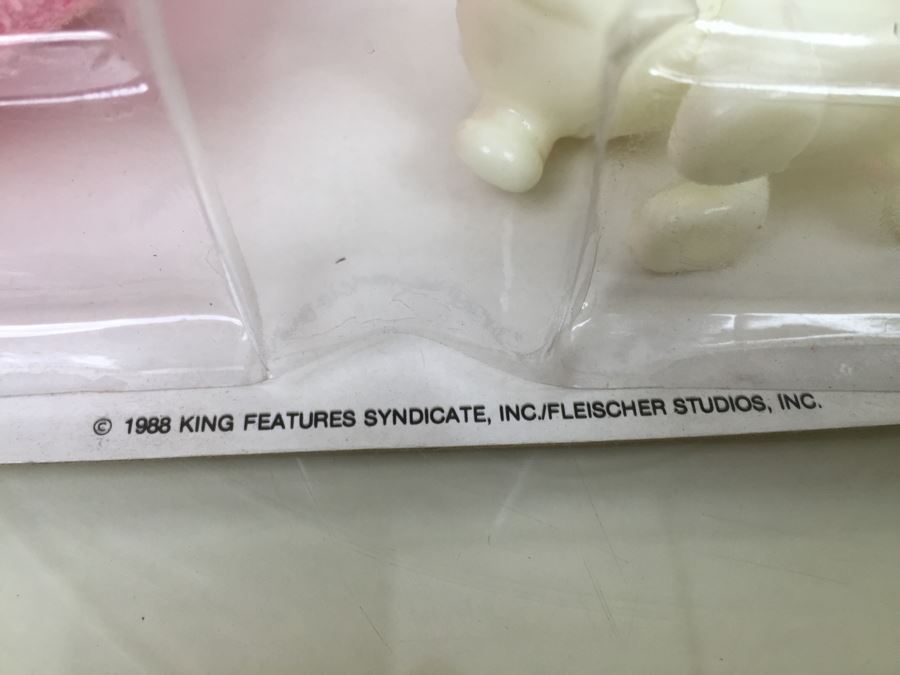 © 1988 KING FEATURES SYNDICATE, INC./FLEISCHER STUDIOS, INC.